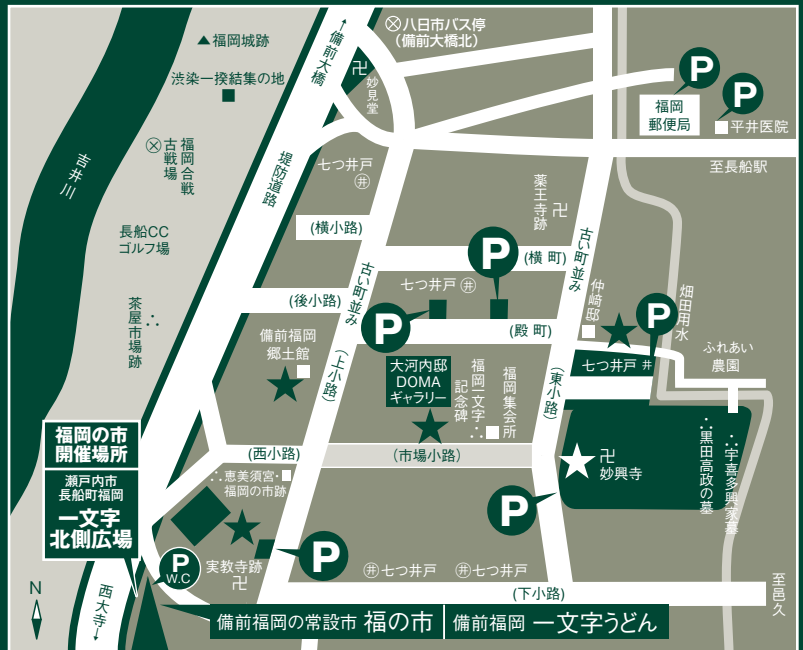 ⊗八日市バス停
(備前大橋北)
▲福岡城跡
←備前大橋
渋染一揆結集の地
卍
妙見堂
P
P
福岡
郵便局
平井医院
至長船駅
福岡合戦
古戦場
吉井川
堤防道路
七つ井戸
井
薬王寺跡
卍
長船CC
ゴルフ場
(横小路)
P
(横町)
古い町並み
古い町並み
七つ井戸 井
仲﨑邸
畑田用水
P
(後小路)
茶屋市場跡
P
(殿町)
備前福岡
郷土館
(上小路)
大河内邸
DOMA
ギャラリー
福岡一文字
記念碑
福岡集会所
(東小路)
七つ井戸 井
ふれあい
農園
福岡の市
開催場所
瀬戸内市
長船町福岡
一文字
北側広場
(西小路)
(市場小路)
恵美須宮・
福岡の市跡
卍
妙興寺
黒田高政の墓
宇喜多興家墓
P
P
P
W.C
実教寺跡
卍
井七つ井戸
井七つ井戸
(下小路)
至邑久
N
西大寺→
備前福岡の常設市 福の市
備前福岡 一文字うどん